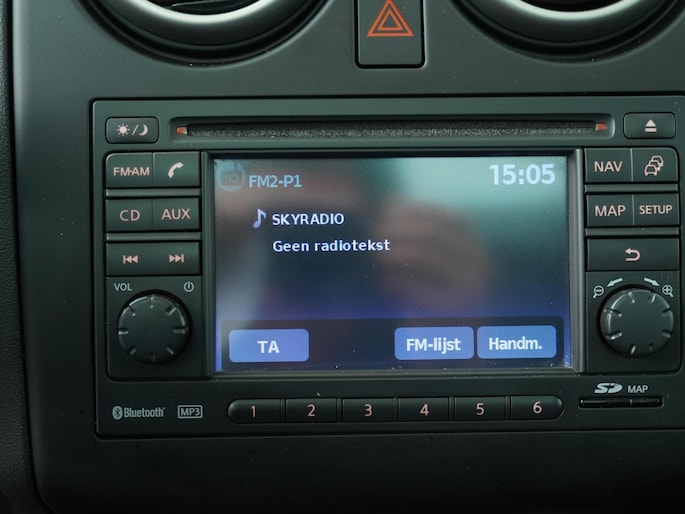 FM·AM
NAV
FM2-P1
15:05
CD AUX
MAP SETUP
SKYRADIO
Geen radiotekst
VOL
TA FM-lijst Handm.
SD MAP
Bluetooth MP3
1 2 3 4 5 6